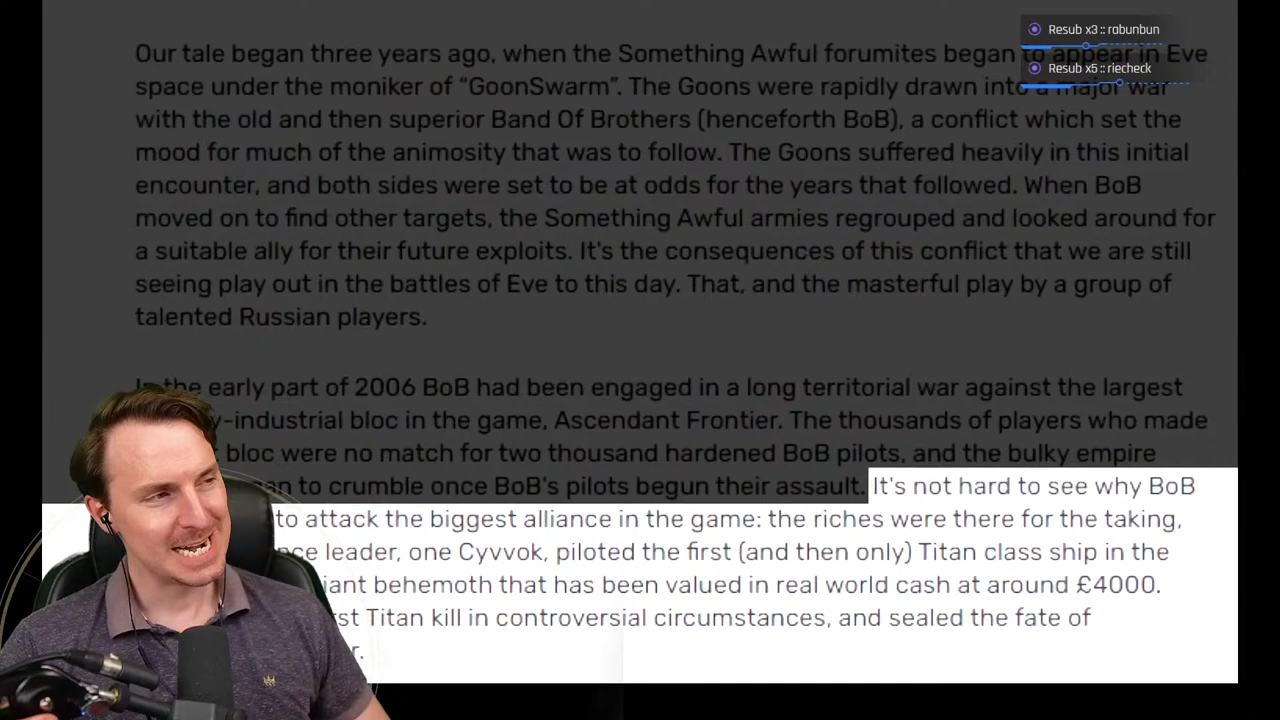 Resub x3 :: rabunbun
Resub x5 :: riecheck
Our tale began three years ago, when the Something Awful forumites began to appear in Eve
space under the moniker of “GoonSwarm”. The Goons were rapidly drawn into a major war
with the old and then superior Band Of Brothers (henceforth BoB), a conflict which set the
mood for much of the animosity that was to follow. The Goons suffered heavily in this initial
encounter, and both sides were set to be at odds for the years that followed. When BoB
moved on to find other targets, the Something Awful armies regrouped and looked around for
a suitable ally for their future exploits. It's the consequences of this conflict that we are still
seeing play out in the battles of Eve to this day. That, and the masterful play by a group of
talented Russian players.
In the early part of 2006 BoB had been engaged in a long territorial war against the largest
y-industrial bloc in the game, Ascendant Frontier. The thousands of players who made
bloc were no match for two thousand hardened BoB pilots, and the bulky empire
an to crumble once BoB's pilots begun their assault. It's not hard to see why BoB
to attack the biggest alliance in the game: the riches were there for the taking,
nce leader, one Cyvvok, piloted the first (and then only) Titan class ship in the
iant behemoth that has been valued in real world cash at around £4000.
rst Titan kill in controversial circumstances, and sealed the fate of
r.